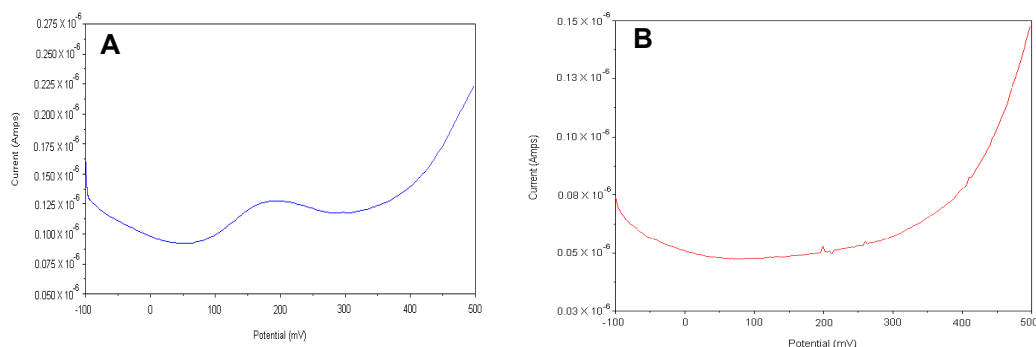 A
0.275 X 10 -6
0.250 X 10 -6
0.225 X 10 -6
0.200 X 10 -6
0.175 X 10 -6
0.150 X 10 -6
0.125 X 10 -6
0.100 X 10 -6
0.075 X 10 -6
0.050 X 10 -6
Current (Amps)
-100 0 100 200 300 400 500
Potential (mV)
B
0.15 X 10 -6
0.13 X 10 -6
0.10 X 10 -6
0.08 X 10 -6
0.05 X 10 -6
0.03 X 10 -6
Current (Amps)
-100 0 100 200 300 400 500
Potential (mV)